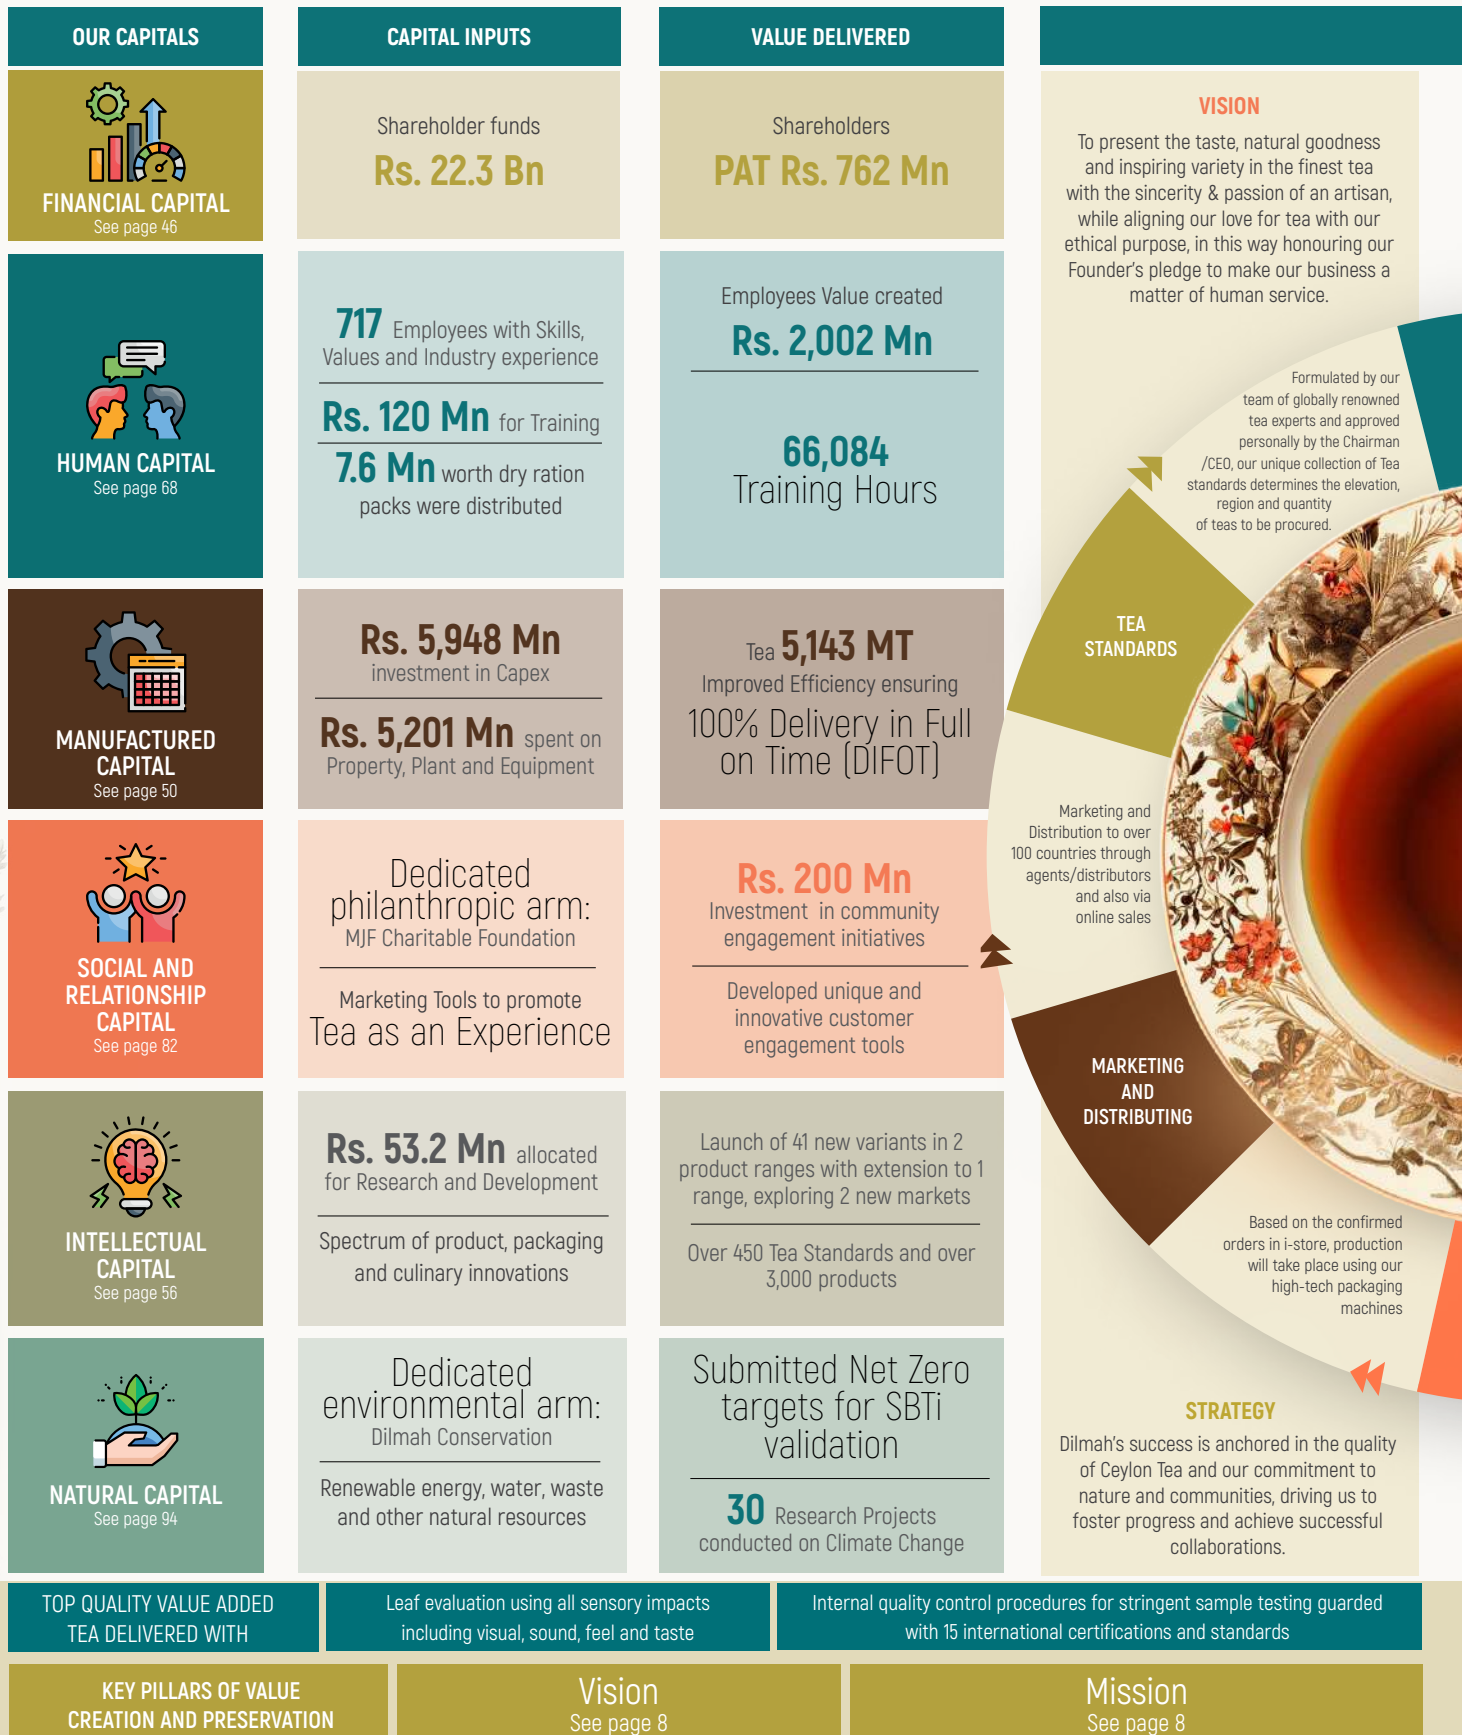 OUR CAPITALS
CAPITAL INPUTS
VALUE DELIVERED
FINANCIAL CAPITAL
See page 46
Shareholder funds
Rs. 22.3 Bn
Shareholders
PAT Rs. 762 Mn
HUMAN CAPITAL
See page 68
717 Employees with Skills,
Values and Industry experience
Rs. 120 Mn for Training
7.6 Mn worth dry ration
packs were distributed
Employees Value created
Rs. 2,002 Mn
66,084
Training Hours
MANUFACTURED
CAPITAL
See page 50
Rs. 5,948 Mn
investment in Capex
Rs. 5,201 Mn spent on
Property, Plant and Equipment
Tea 5,143 MT
Improved Efficiency ensuring
100% Delivery in Full
on Time (DIFOT)
SOCIAL AND
RELATIONSHIP
CAPITAL
See page 82
Dedicated
philanthropic arm:
MJF Charitable Foundation
Marketing Tools to promote
Tea as an Experience
Rs. 200 Mn
Investment in community
engagement initiatives
Developed unique and
innovative customer
engagement tools
INTELLECTUAL
CAPITAL
See page 56
Rs. 53.2 Mn allocated
for Research and Development
Spectrum of product, packaging
and culinary innovations
Launch of 41 new variants in 2
product ranges with extension to 1
range, exploring 2 new markets
Over 450 Tea Standards and over
3,000 products
NATURAL CAPITAL
See page 94
Dedicated
environmental arm:
Dilmah Conservation
Renewable energy, water, waste
and other natural resources
Submitted Net Zero
targets for SBTi
validation
30 Research Projects
conducted on Climate Change
VISION
To present the taste, natural goodness
and inspiring variety in the finest tea
with the sincerity & passion of an artisan,
while aligning our love for tea with our
ethical purpose, in this way honouring our
Founder's pledge to make our business a
matter of human service.
Formulated by our
team of globally renowned
tea experts and approved
personally by the Chairman
/CEO, our unique collection of Tea
standards determines the elevation,
region and quantity
of teas to be procured.
TEA
STANDARDS
Marketing and
Distribution to over
100 countries through
agents/distributors
and also via
online sales
MARKETING
AND
DISTRIBUTING
Based on the confirmed
orders in i-store, production
will take place using our
high-tech packaging
machines
STRATEGY
Dilmah's success is anchored in the quality
of Ceylon Tea and our commitment to
nature and communities, driving us to
foster progress and achieve successful
collaborations.
TOP QUALITY VALUE ADDED
TEA DELIVERED WITH
Leaf evaluation using all sensory impacts
including visual, sound, feel and taste
Internal quality control procedures for stringent sample testing guarded
with 15 international certifications and standards
KEY PILLARS OF VALUE
CREATION AND PRESERVATION
Vision
See page 8
Mission
See page 8